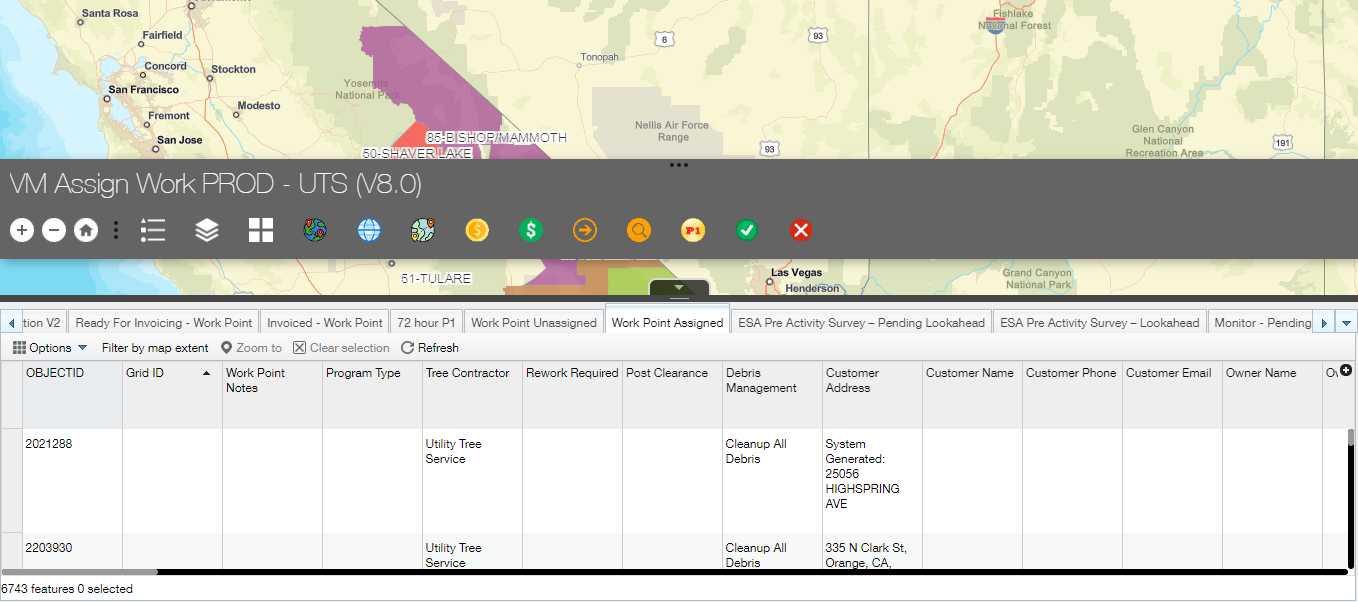 Santa Rosa
Fairfield
Concord
Stockton
San Francisco
Modesto
Fremont
San Jose
National Park
6
93
Tonopah
Fishlake
National Forest
Nellis Air Force
Range
93
Glen Canyon
National
Recreation Area
191
85-BISHOP/MAMMOTH
50-SHAVER LAKE
VM Assign Work PROD - UTS (V8.0)
P1
51-TULARE
Las Vegas
Henderson
Grand Canyon
National Park
tion V2
Ready For Invoicing - Work Point
Invoiced - Work Point
72 hour P1
Work Point Unassigned
Work Point Assigned
ESA Pre Activity Survey – Pending Lookahead
ESA Pre Activity Survey – Lookahead
Monitor - Pending
Options
Filter by map extent
Zoom to
Clear selection
Refresh
OBJECTID
Grid ID
Work Point
Notes
Program Type
Tree Contractor
Rework Required
Post Clearance
Debris
Management
Customer
Address
Customer Name
Customer Phone
Customer Email
Owner Name
2021288
Utility Tree
Service
Cleanup All
Debris
System
Generated:
25056
HIGHSPRING
AVE
2203930
Utility Tree
Service
Cleanup All
Debris
335 N Clark St,
Orange, CA,
6743 features 0 selected